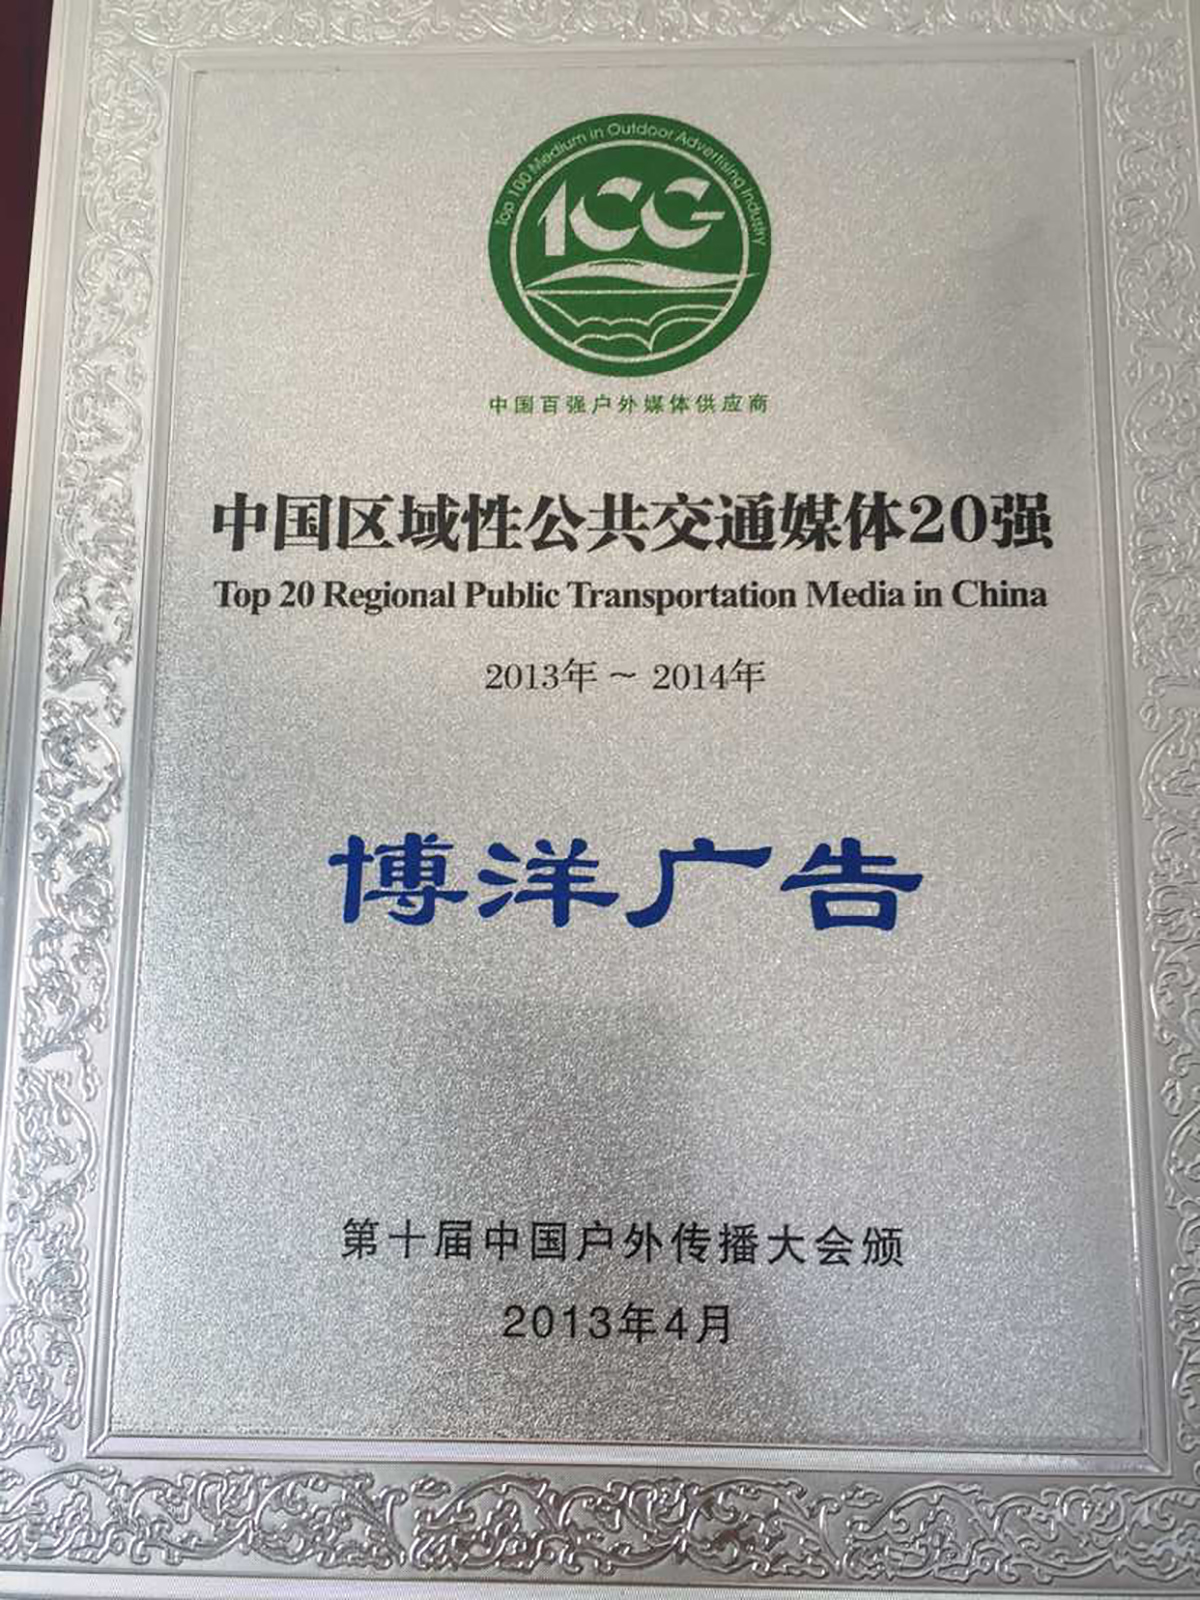 Top 100 Medium in Outdoor Advertising Industry
100
中国百强户外媒体供应商
中国区域性公共交通媒体20强
Top 20 Regional Public Transportation Media in China
2013年～2014年
博洋广告
第十届中国户外传播大会颁
2013年4月